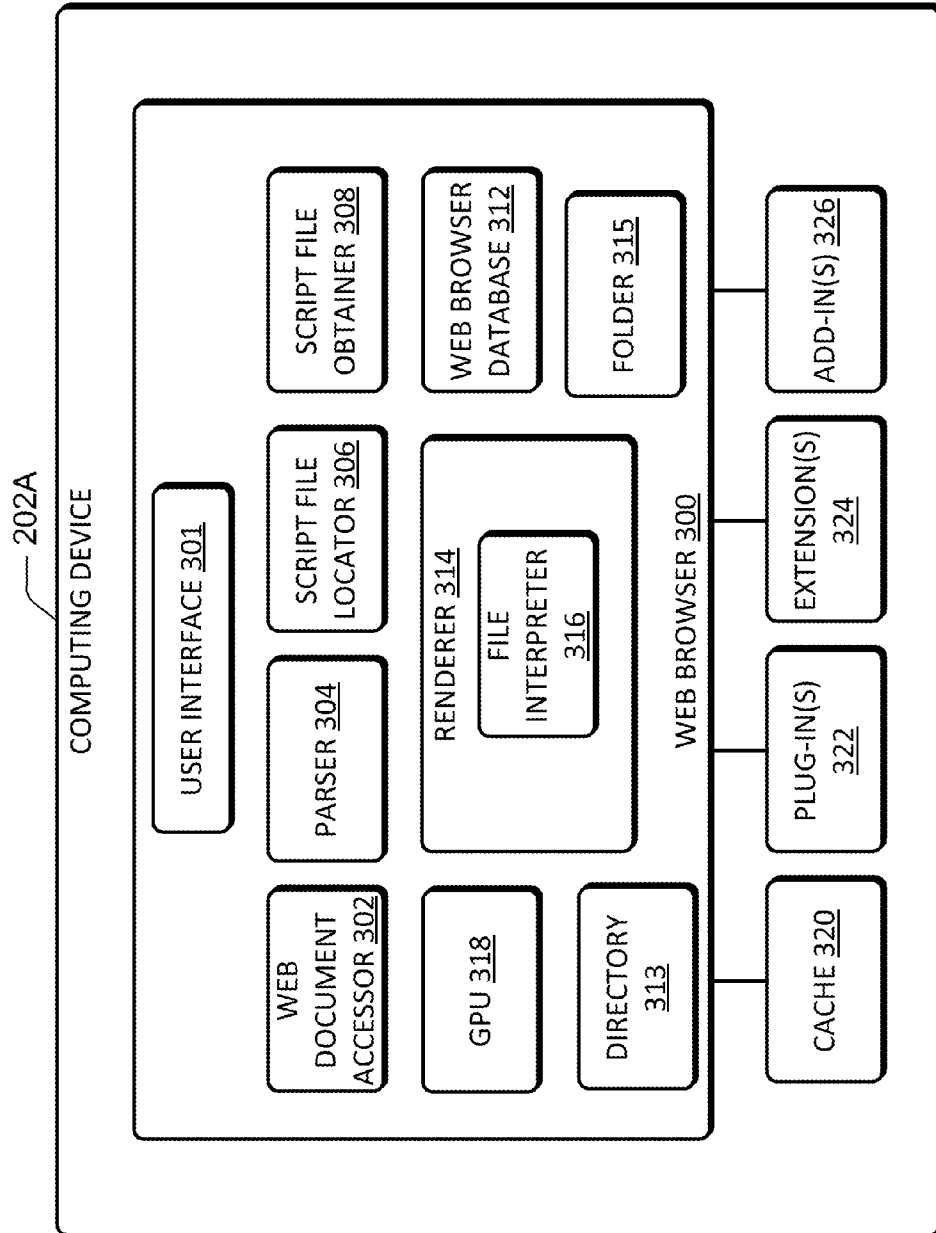 202A
COMPUTING DEVICE
USER INTERFACE 301
WEB
DOCUMENT
ACCESSOR 302
PARSER 304
SCRIPT FILE
LOCATOR 306
SCRIPT FILE
OBTAINER 308
GPU 318
RENDERER 314
FILE
INTERPRETER
316
WEB BROWSER
DATABASE 312
DIRECTORY
313
FOLDER 315
WEB BROWSER 300
CACHE 320
PLUG-IN(S)
322
EXTENSION(S)
324
ADD-IN(S) 326